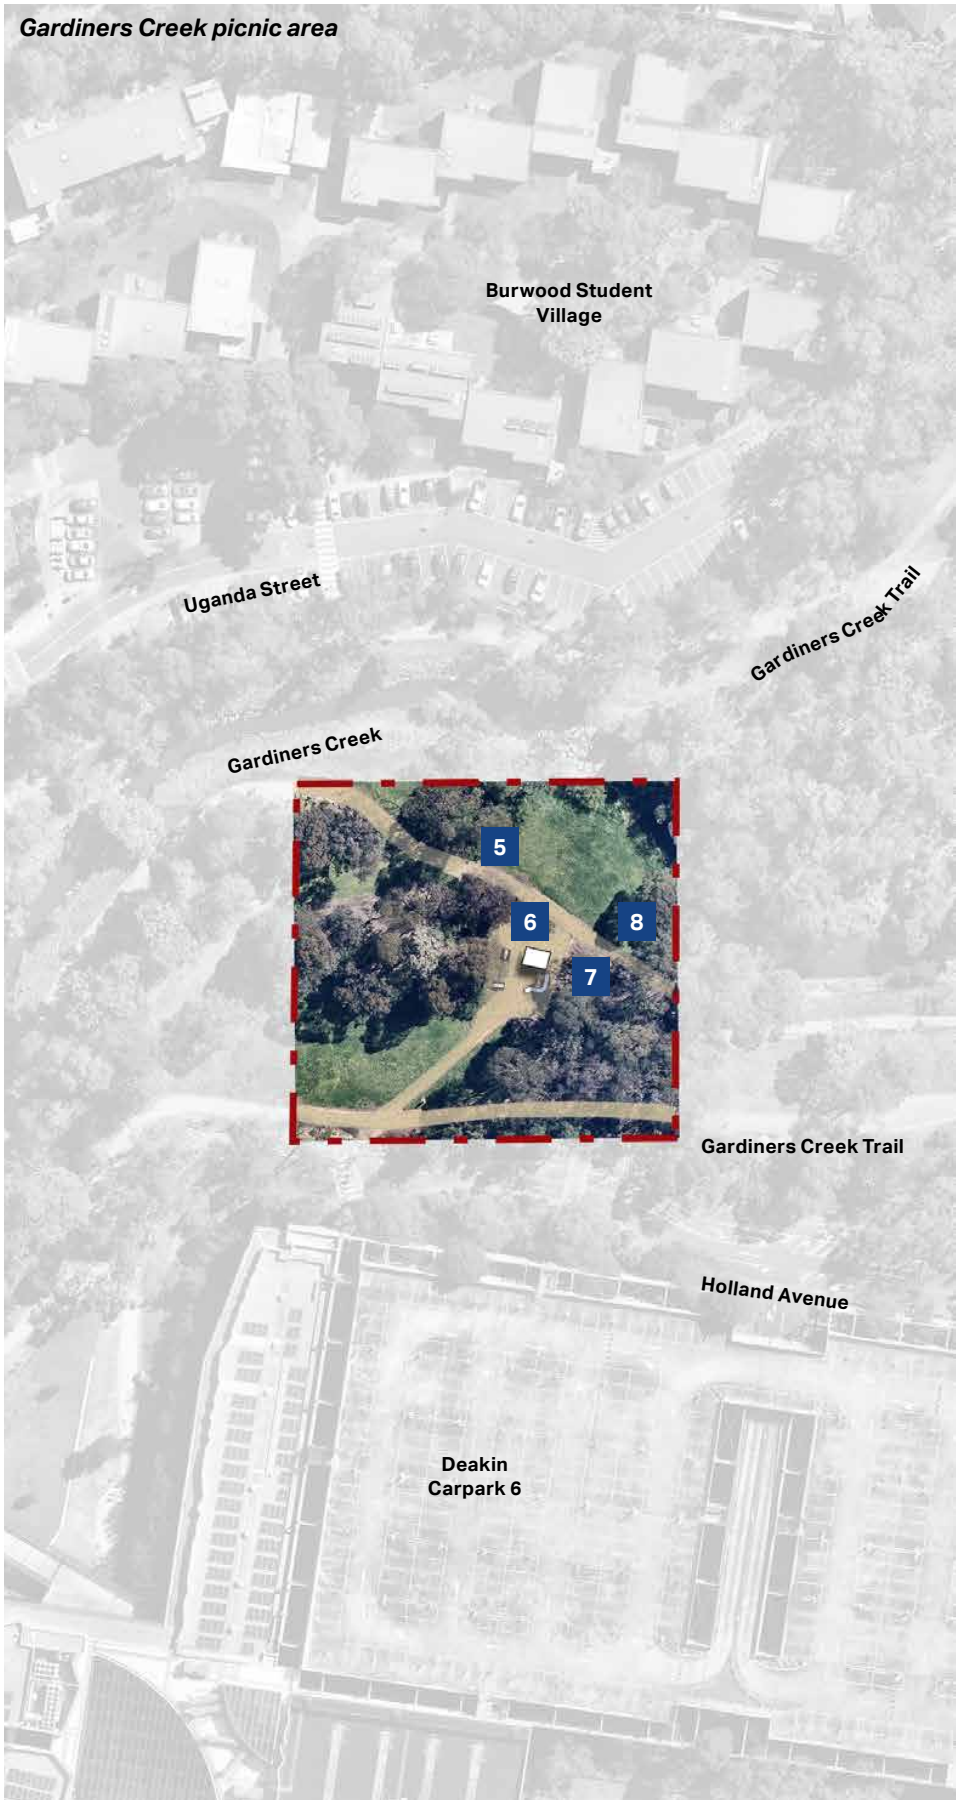 Gardiners Creek picnic area
Burwood Student
Village
Uganda Street
Gardiners Creek Trail
Gardiners Creek
5
6
8
7
Gardiners Creek Trail
Holland Avenue
Deakin
Carpark 6